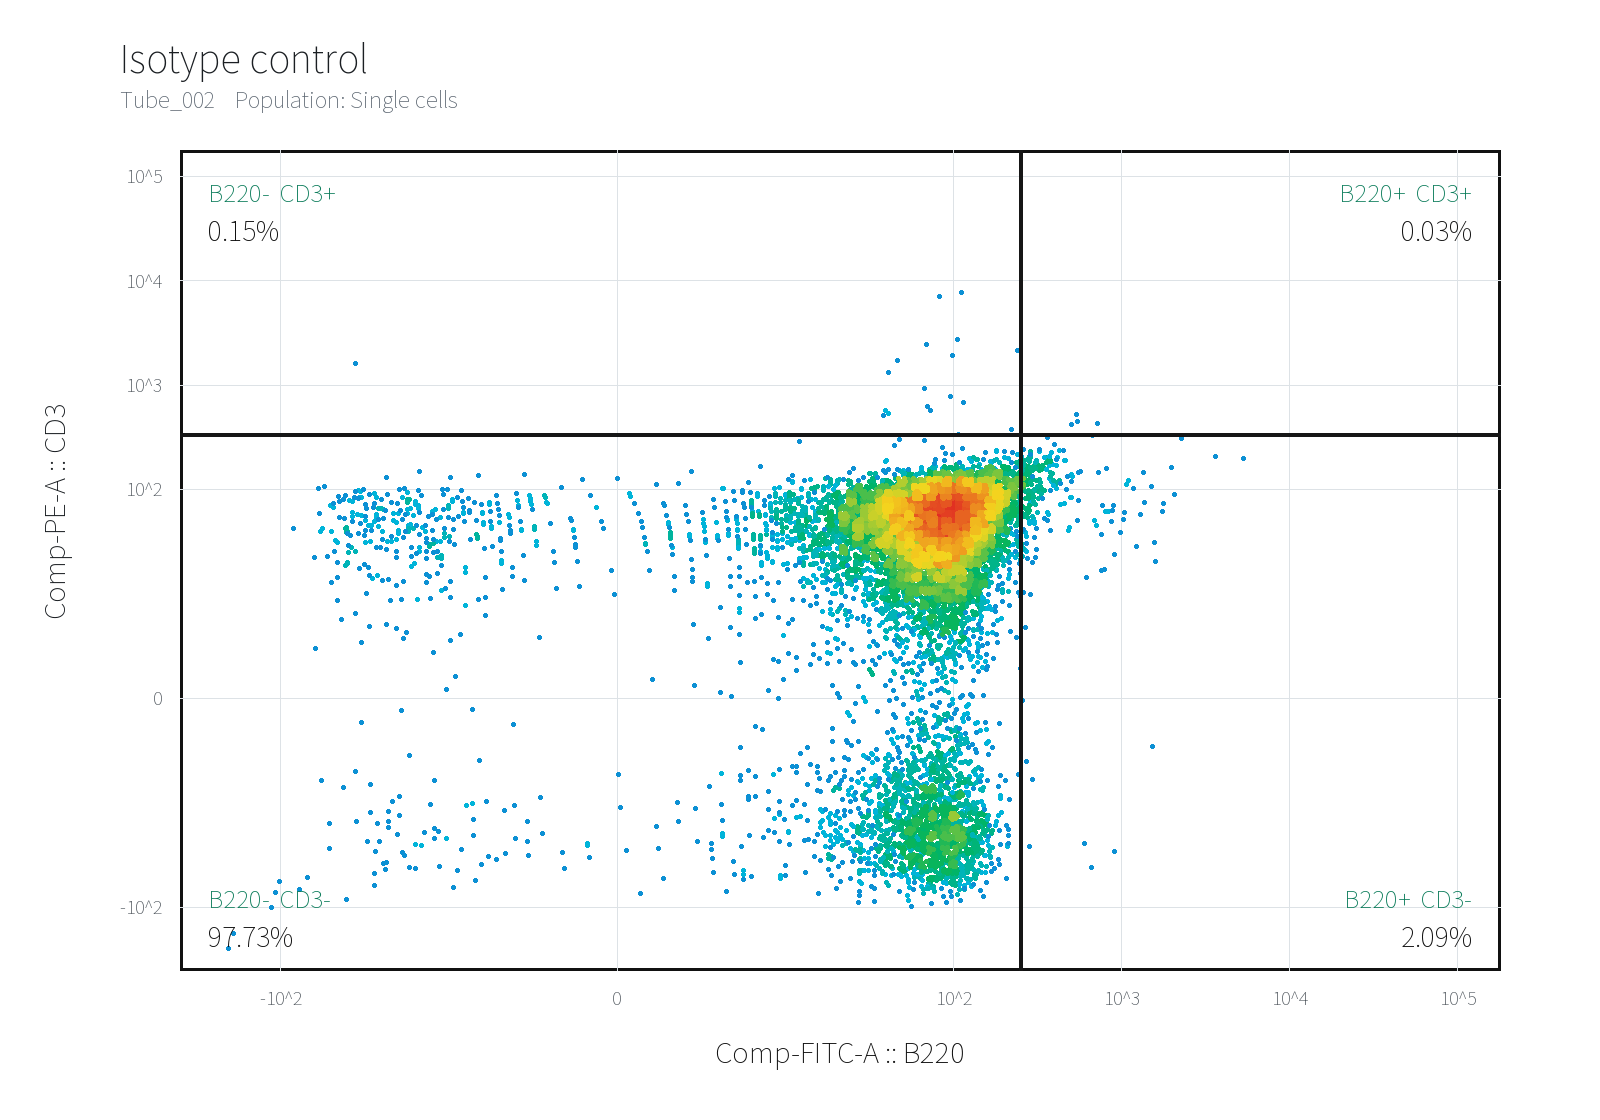 Isotype control
Tube_002 Population: Single cells
10^5
B220- CD3+
B220+ CD3+
0.15%
0.03%
10^4
10^3
Comp-PE-A :: CD3
10^2
0
-10^2
B220- CD3-
B220+ CD3-
97.73%
2.09%
-10^2
0
10^2
10^3
10^4
10^5
Comp-FITC-A :: B220